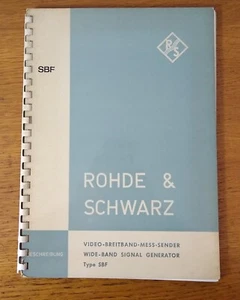 SBF
R&S
ROHDE &
SCHWARZ
VIDEO-BREITBAND-MESS-SENDER
BESCHREIBUNG WIDE-BAND SIGNAL GENERATOR
Type SBF